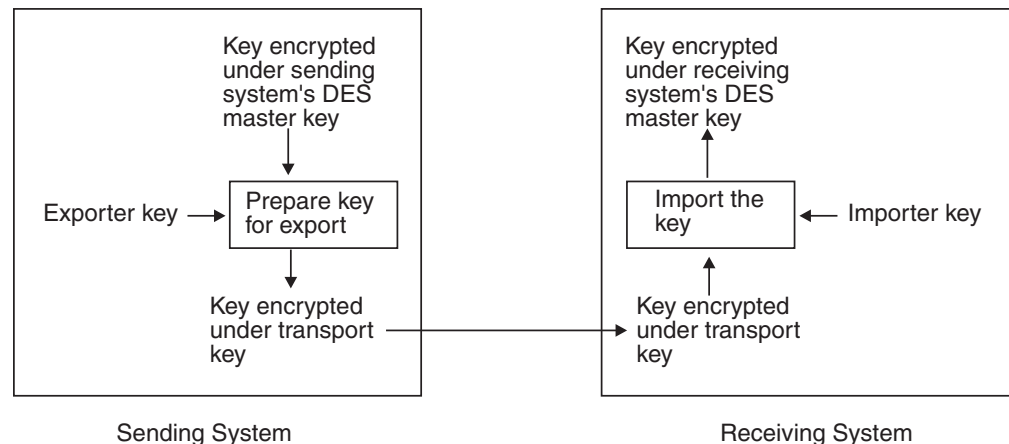 Key encrypted
under sending
system's DES
master key
Exporter key
Prepare key
for export
Key encrypted
under transport
key
Sending System
Key encrypted
under receiving
system's DES
master key
Import the
key
Importer key
Key encrypted
under transport
key
Receiving System